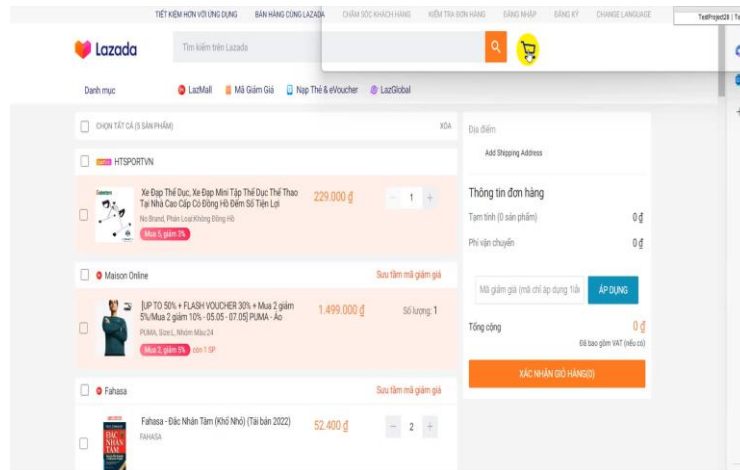 TIẾT KIỆM HƠN VỚI ỨNG DỤNG BÁN HÀNG CÙNG LAZADA CHĂM SÓC KHÁCH HÀNG KIỂM TRA ĐƠN HÀNG ĐĂNG NHẬP ĐĂNG KÝ CHANGE LANGUAGE
TestProject28
Lazada
Tìm kiếm trên Lazada
Danh mục LazMall Mã Giảm Giá Nạp Thẻ & eVoucher LazGlobal
CHỌN TẤT CẢ (5 SẢN PHẨM) XÓA
HTSPORTVN
Xe Đạp Thể Dục, Xe Đạp Mini Tập Thể Dục Thể Thao
Tại Nhà Cao Cấp Có Đồng Hồ Đếm Số Tiện Lợi
No Brand, Phân Loại:Không Đồng Hồ
Mua 5, giảm 3%
229.000 ₫
− 1 +
Maison Online Sưu tầm mã giảm giá
[UP TO 50% + FLASH VOUCHER 30% + Mua 2 giảm
5%/Mua 2 giảm 10% - 05.05 - 07.05] PUMA - Áo
PUMA, Size:L, Nhóm Màu:24
Mua 2, giảm 5% còn 1 SP
1.499.000 ₫
Số lượng: 1
Fahasa Sưu tầm mã giảm giá
Fahasa - Đắc Nhân Tâm (Khổ Nhỏ) (Tái bản 2022)
FAHASA
ĐẮC
NHÂN
TÂM
52.400 ₫
− 2 +
Địa điểm
Add Shipping Address
Thông tin đơn hàng
Tạm tính (0 sản phẩm) 0 ₫
Phí vận chuyển 0 ₫
Mã giảm giá (mã chỉ áp dụng 1 lầ ÁP DỤNG
Tổng cộng 0 ₫
Đã bao gồm VAT (nếu có)
XÁC NHẬN GIỎ HÀNG(0)